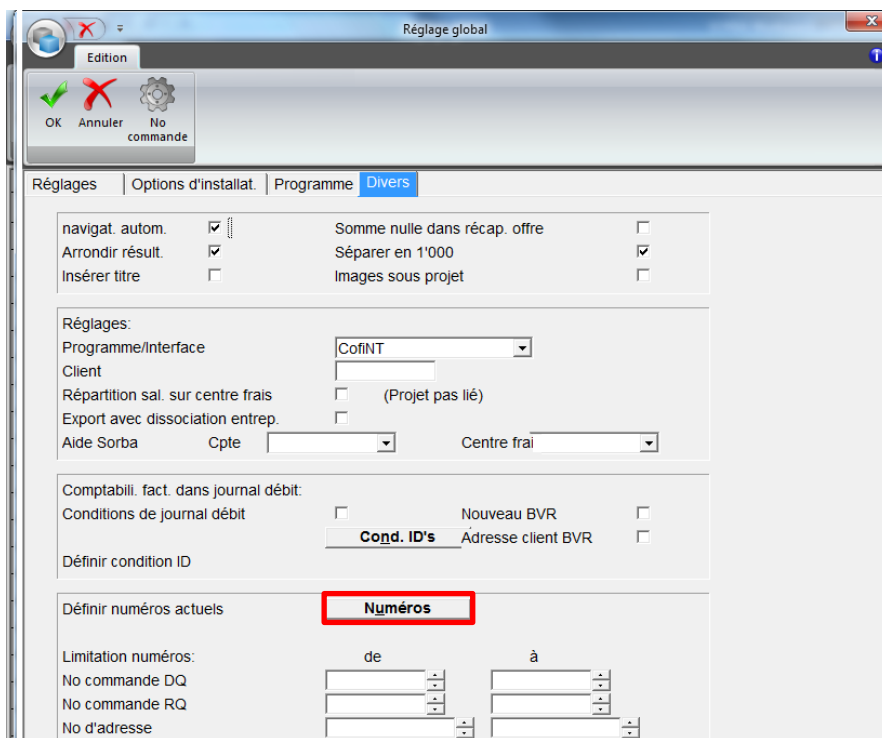 Réglage global
Edition
OK Annuler No commande
Réglages Options d'installat. Programme Divers
navigat. autom. Somme nulle dans récap. offre
Arrondir résult. Séparer en 1'000
Insérer titre Images sous projet
Réglages:
Programme/Interface CofiNT
Client
Répartition sal. sur centre frais (Projet pas lié)
Export avec dissociation entrep.
Aide Sorba Cpte Centre frai
Comptabili. fact. dans journal débit:
Conditions de journal débit Nouveau BVR
Cond. ID's Adresse client BVR
Définir condition ID
Définir numéros actuels Numéros
Limitation numéros: de à
No commande DQ
No commande RQ
No d'adresse